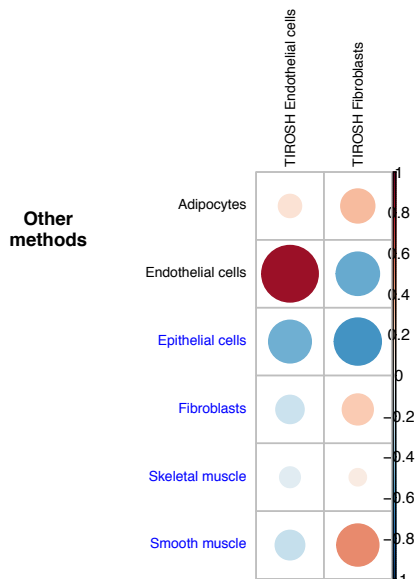 TIROSH Endothelial cells
TIROSH Fibroblasts
Other
methods
Adipocytes
Endothelial cells
Epithelial cells
Fibroblasts
Skeletal muscle
Smooth muscle
1
0.8
0.6
0.4
0.2
0
−0.2
−0.4
−0.6
−0.8
−1